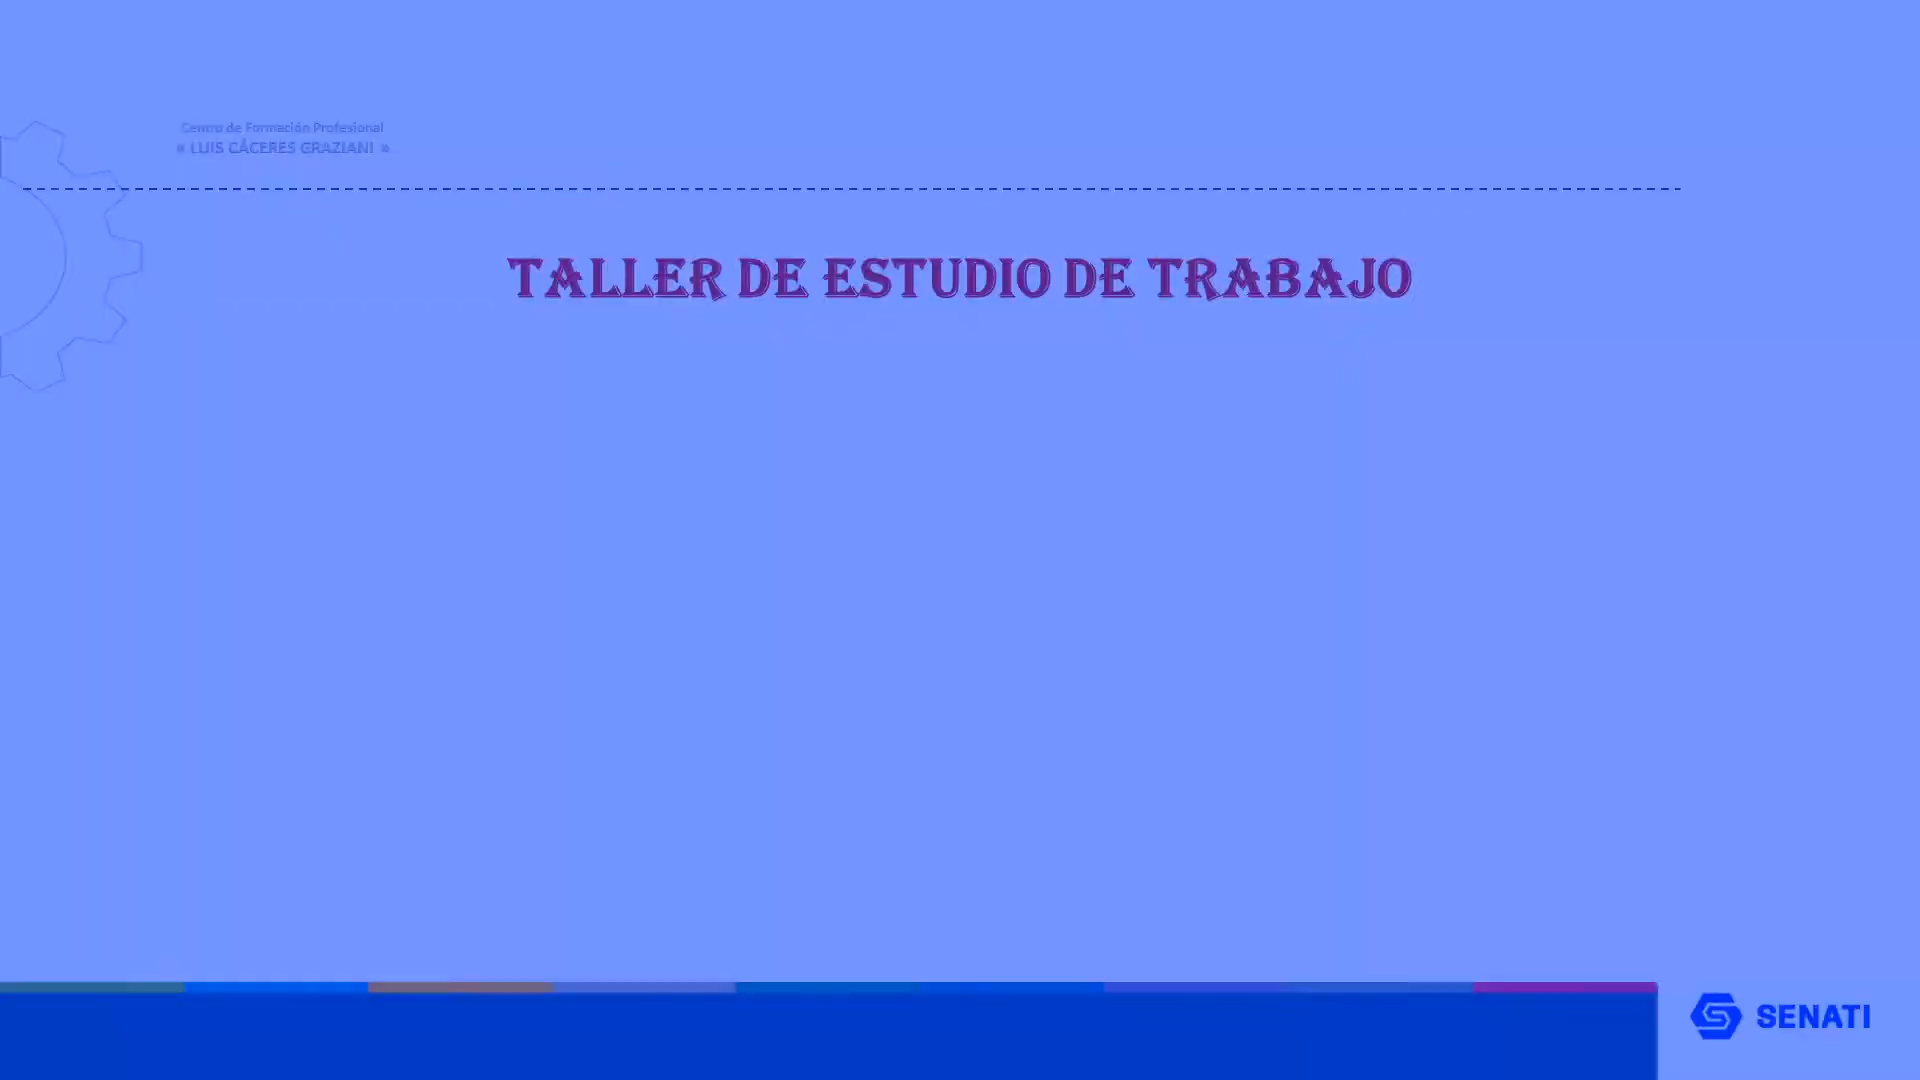 Centro de Formación Profesional
« LUIS CÁCERES GRAZIANI »
TALLER DE ESTUDIO DE TRABAJO
SENATI